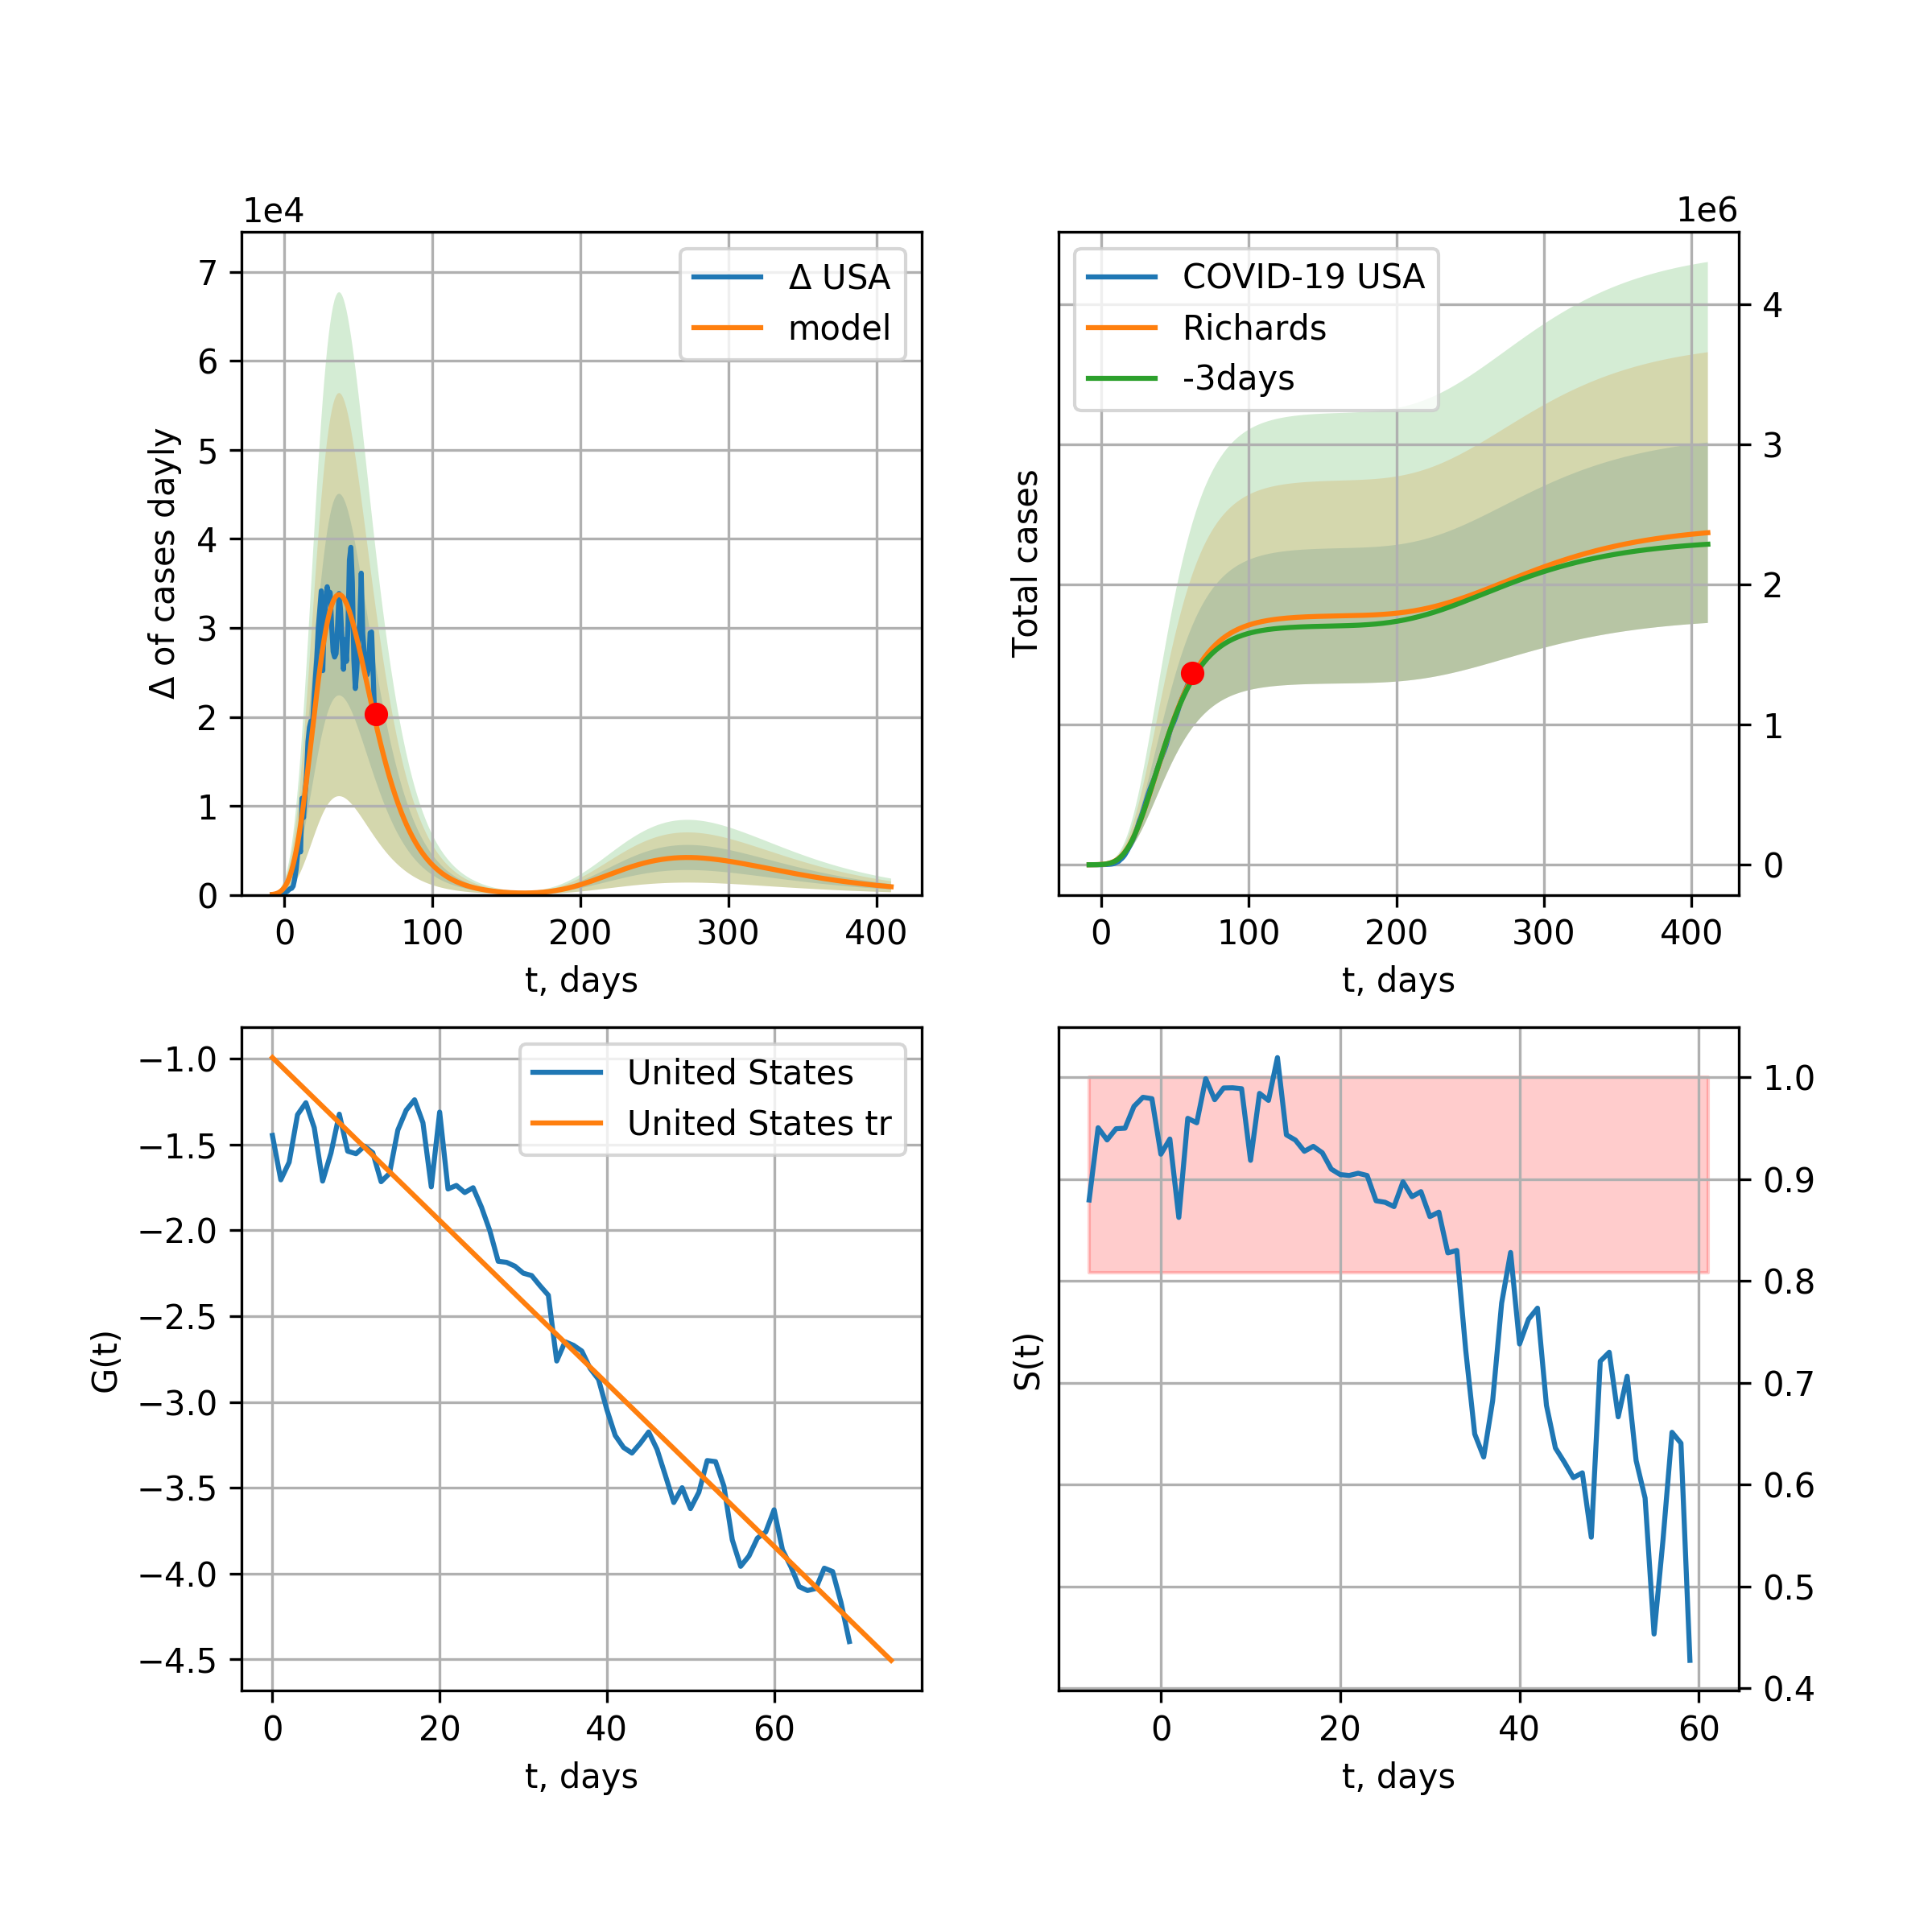 1e4
Δ of cases dayly
7
6
5
4
3
2
1
0
Δ USA
model
0 100 200 300 400
t, days
1e6
Total cases
COVID-19 USA
Richards
-3days
4
3
2
1
0
0 100 200 300 400
t, days
G(t)
−1.0
−1.5
−2.0
−2.5
−3.0
−3.5
−4.0
−4.5
United States
United States tr
0 20 40 60
t, days
S(t)
1.0
0.9
0.8
0.7
0.6
0.5
0.4
0 20 40 60
t, days